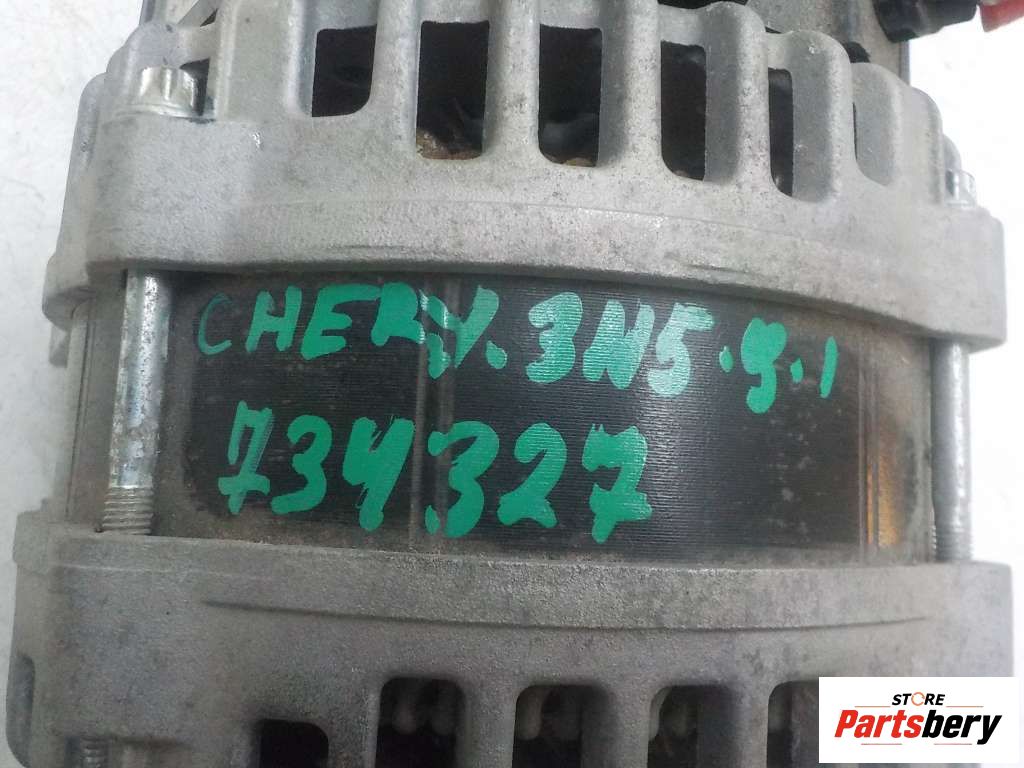 CHERY.3N5.9.1
734327
STORE
Partsbery